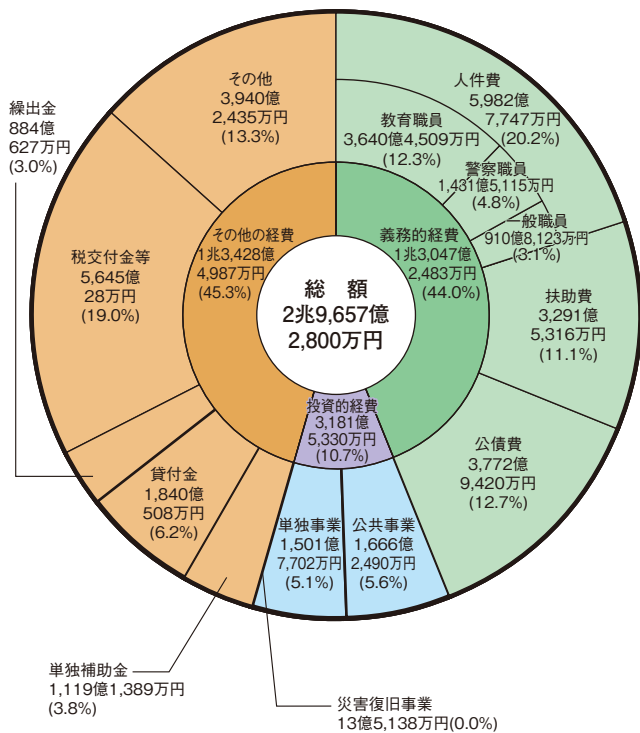 その他
3,940億
2,435万円
(13.3%)
人件費
5,982億
7,747万円
(20.2%)
繰出金
884億
627万円
(3.0%)
教育職員
3,640億4,509万円
(12.3%)
警察職員
1,431億5,115万円
(4.8%)
一般職員
910億8,123万円
(3.1%)
その他の経費
1兆3,428億
4,987万円
(45.3%)
義務的経費
1兆3,047億
2,483万円
(44.0%)
税交付金等
5,645億
28万円
(19.0%)
総 額
2兆9,657億
2,800万円
扶助費
3,291億
5,316万円
(11.1%)
投資的経費
3,181億
5,330万円
(10.7%)
公債費
3,772億
9,420万円
(12.7%)
貸付金
1,840億
508万円
(6.2%)
単独事業
1,501億
7,702万円
(5.1%)
公共事業
1,666億
2,490万円
(5.6%)
単独補助金
1,119億1,389万円
(3.8%)
災害復旧事業
13億5,138万円(0.0%)